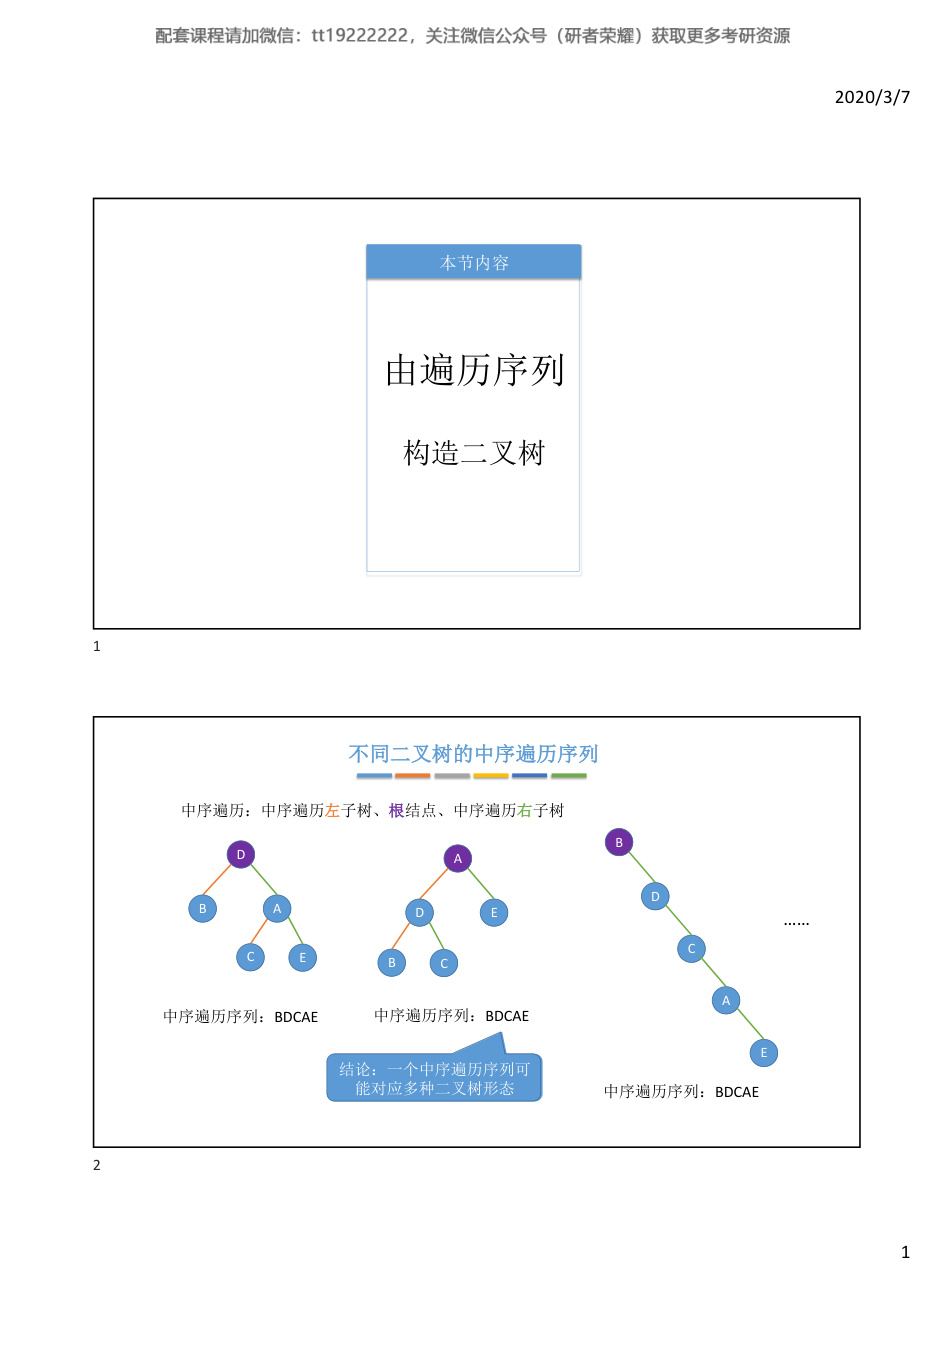 配套课程请加微信：tt19222222，关注微信公众号（研者荣耀）获取更多考研资源
2020/3/7
本节内容
由遍历序列
构造二叉树
1
不同二叉树的中序遍历序列
中序遍历：中序遍历左子树、根结点、中序遍历右子树
D
B
A
C
E
中序遍历序列：BDCAE
A
D
E
B
C
中序遍历序列：BDCAE
结论：一个中序遍历序列可
能对应多种二叉树形态
B
D
C
A
E
……
中序遍历序列：BDCAE
2
1